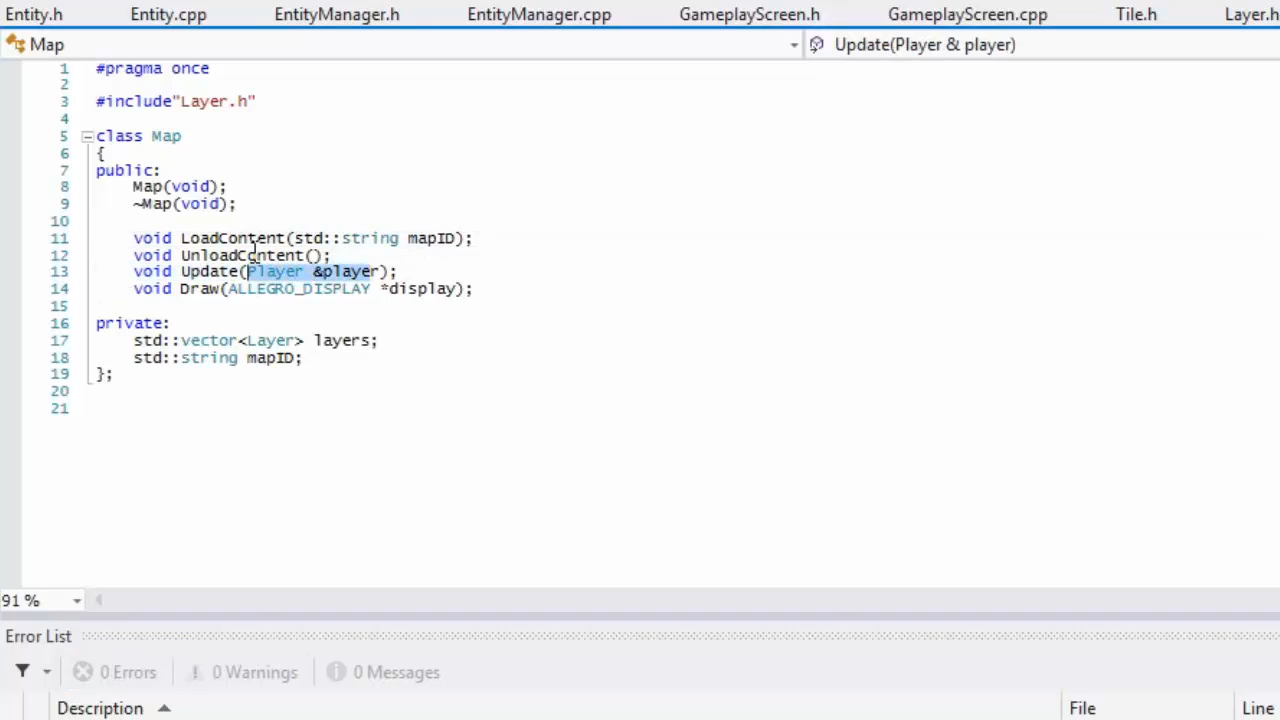 Entity.h Entity.cpp EntityManager.h EntityManager.cpp GameplayScreen.h GameplayScreen.cpp Tile.h Layer.h
Map Update(Player & player)
1 #pragma once
2
3 #include"Layer.h"
4
5 class Map
6 {
7 public:
8 Map(void);
9 ~Map(void);
10
11 void LoadContent(std::string mapID);
12 void UnloadContent();
13 void Update(Player &player);
14 void Draw(ALLEGRO_DISPLAY *display);
15
16 private:
17 std::vector<Layer> layers;
18 std::string mapID;
19 };
20
21
91 %
Error List
0 Errors 0 Warnings 0 Messages
Description File Line